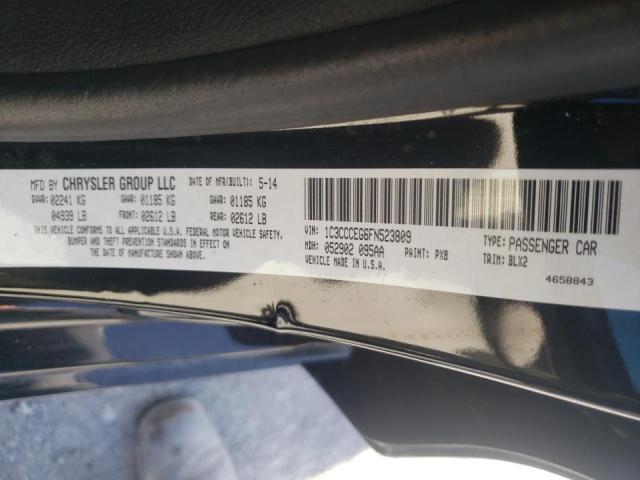 MFD BY CHRYSLER GROUP LLC DATE OF MFR(BUILT): 5-14
GVWR: 02241 KG GAWR: 01185 KG GAWR: 01185 KG
04939 LB FRONT: 02612 LB REAR: 02612 LB
THIS VEHICLE CONFORMS TO ALL APPLICABLE U.S.A. FEDERAL MOTOR VEHICLE SAFETY,
BUMPER AND THEFT PREVENTION STANDARDS IN EFFECT ON
THE DATE OF MANUFACTURE SHOWN ABOVE.
VIN: 1C3CCCEG6FN523809 TYPE: PASSENGER CAR
MDH: 052902 095AA PAINT: PX8 TRIM: BLX2
VEHICLE MADE IN U.S.A.
4658843